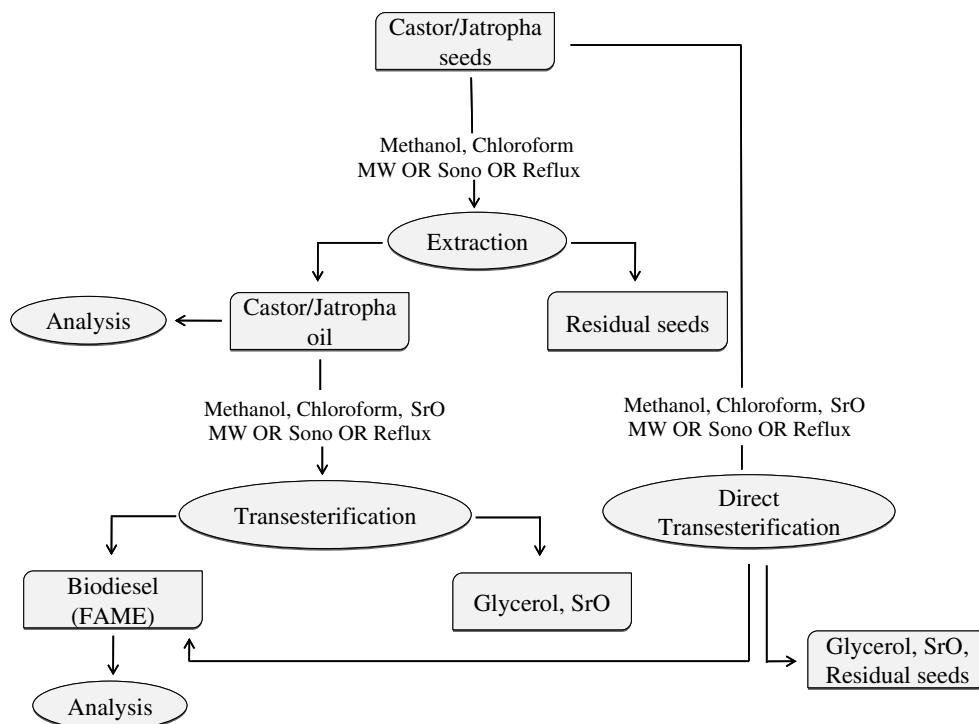 Castor/Jatropha
seeds
Methanol, Chloroform
MW OR Sono OR Reflux
Extraction
Castor/Jatropha
oil
Analysis
Residual seeds
Methanol, Chloroform, SrO
MW OR Sono OR Reflux
Methanol, Chloroform, SrO
MW OR Sono OR Reflux
Transesterification
Direct
Transesterification
Biodiesel
(FAME)
Glycerol, SrO
Glycerol, SrO,
Residual seeds
Analysis